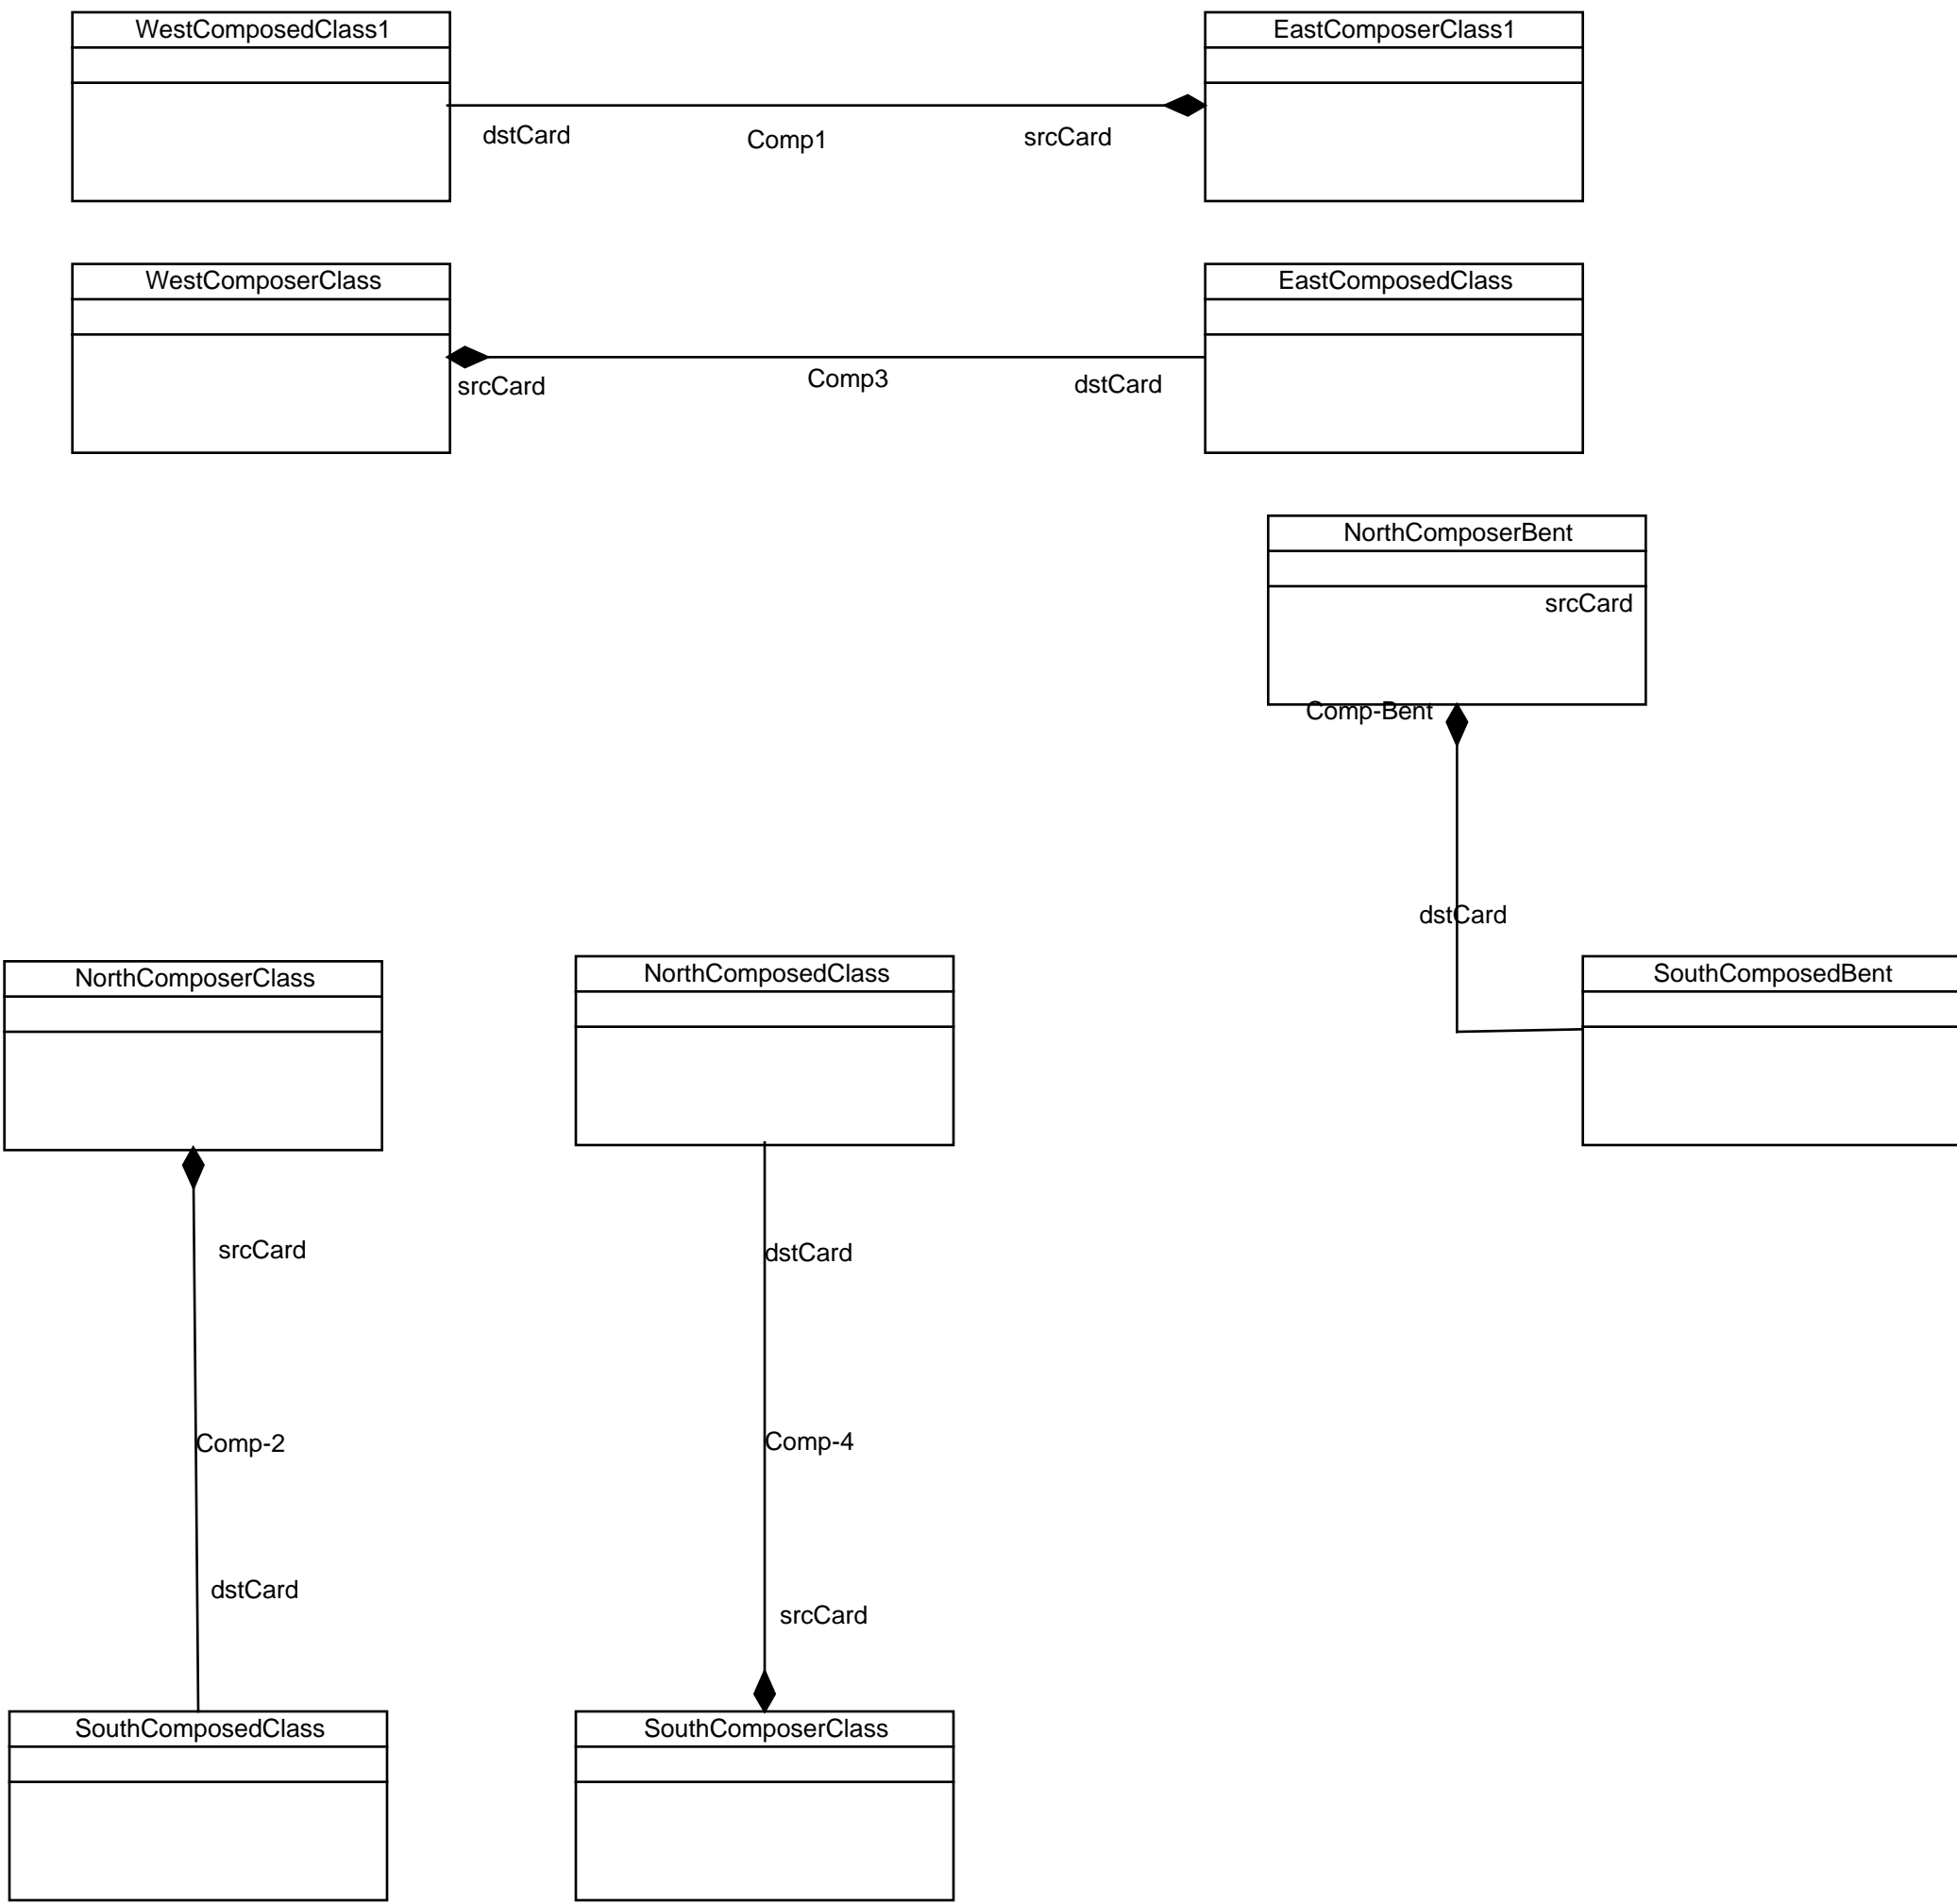 WestComposedClass1
EastComposerClass1
dstCard
Comp1
srcCard
WestComposerClass
EastComposedClass
srcCard
Comp3
dstCard
NorthComposerBent
srcCard
Comp-Bent
dstCard
NorthComposerClass
NorthComposedClass
SouthComposedBent
srcCard
dstCard
Comp-2
Comp-4
dstCard
srcCard
SouthComposedClass
SouthComposerClass